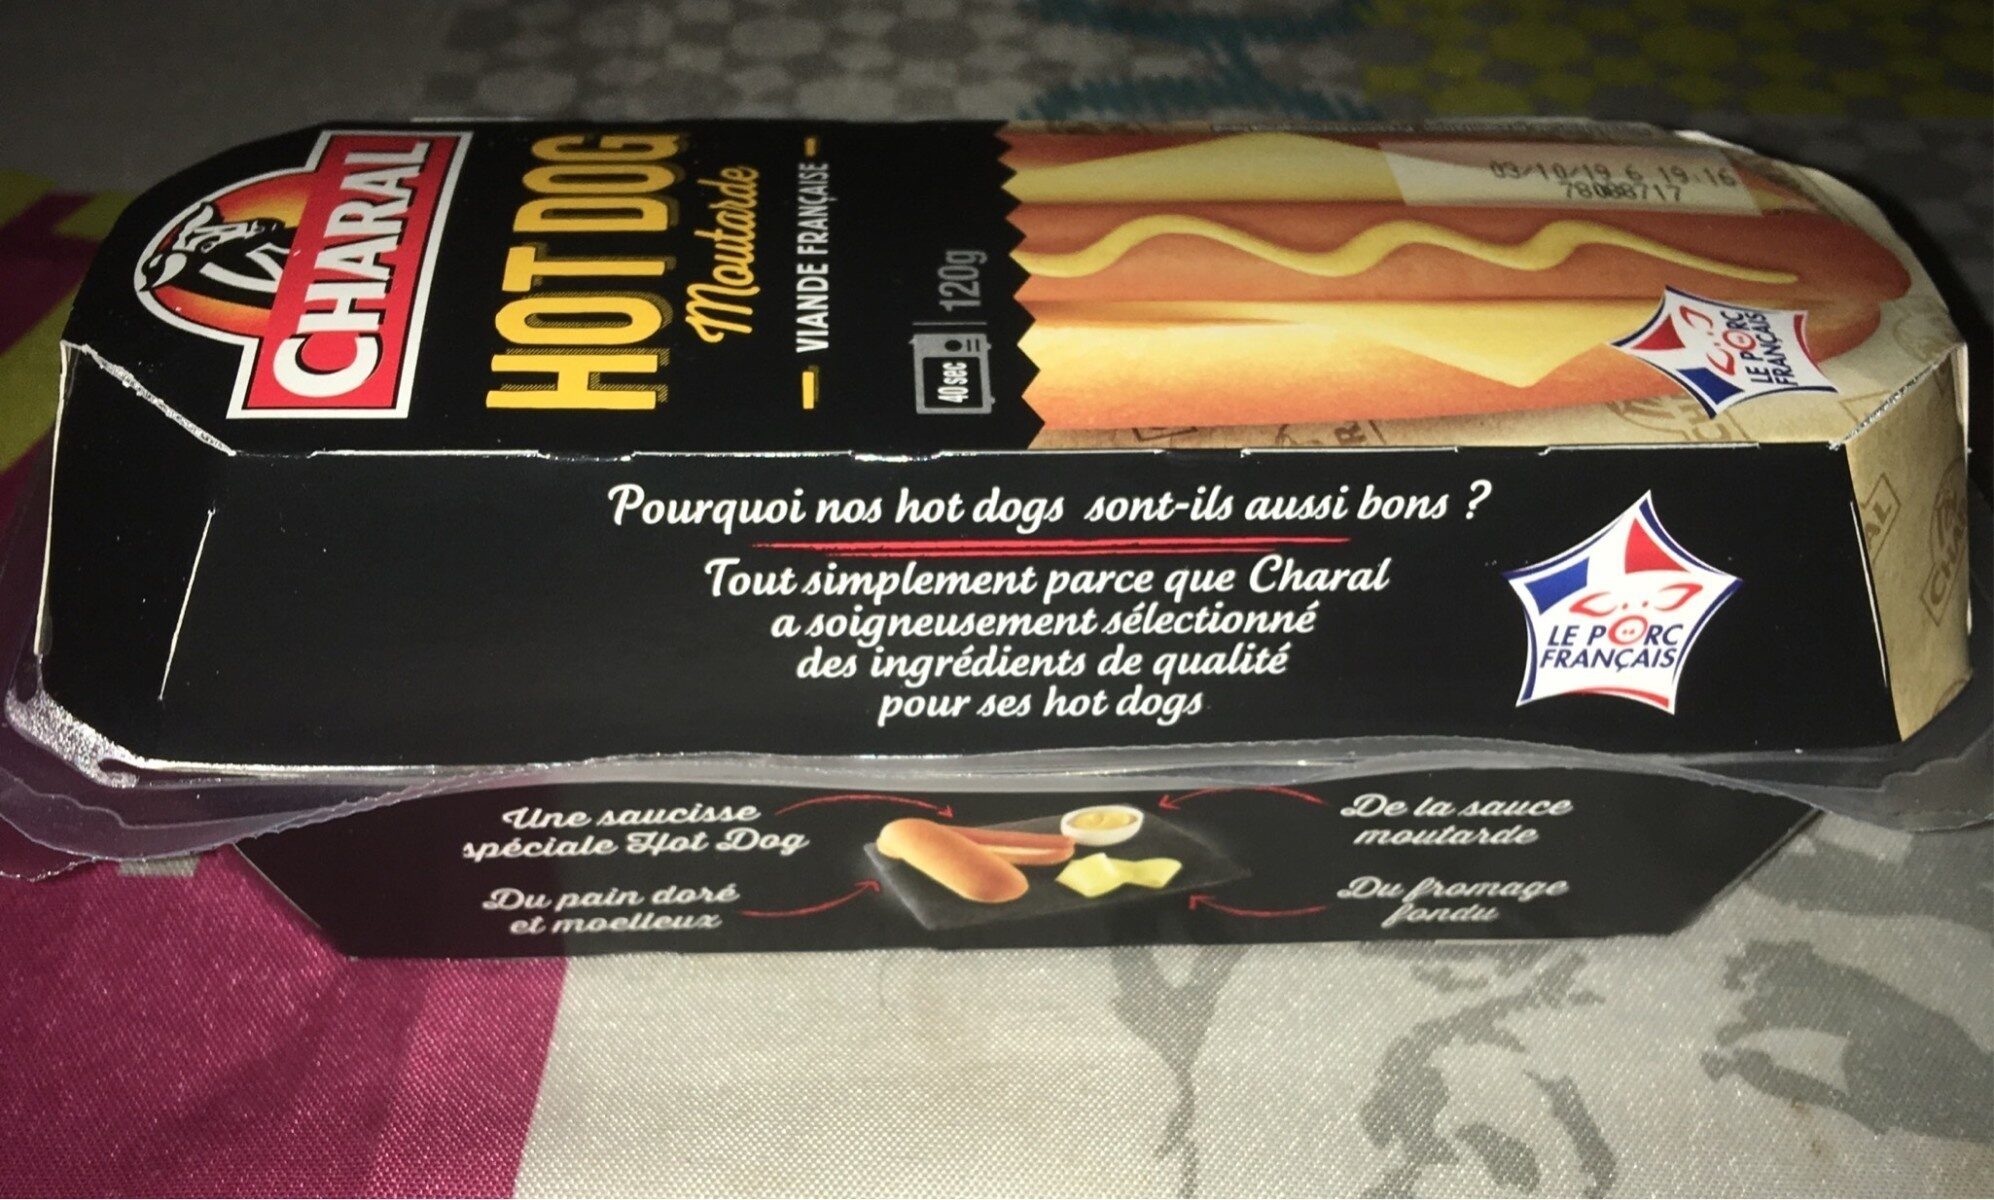 CHARAL
HOT DOG
Moutarde
VIANDE FRANÇAISE
40 sec
120g
03/10/19 6 19:16
78088717
LE PORC
FRANÇAIS
Pourquoi nos hot dogs sont-ils aussi bons ?
Tout simplement parce que Charal
a soigneusement sélectionné
des ingrédients de qualité
pour ses hot dogs
LE PORC
FRANÇAIS
Une saucisse
spéciale Hot Dog
Du pain doré
et moelleux
De la sauce
moutarde
Du fromage
fondu